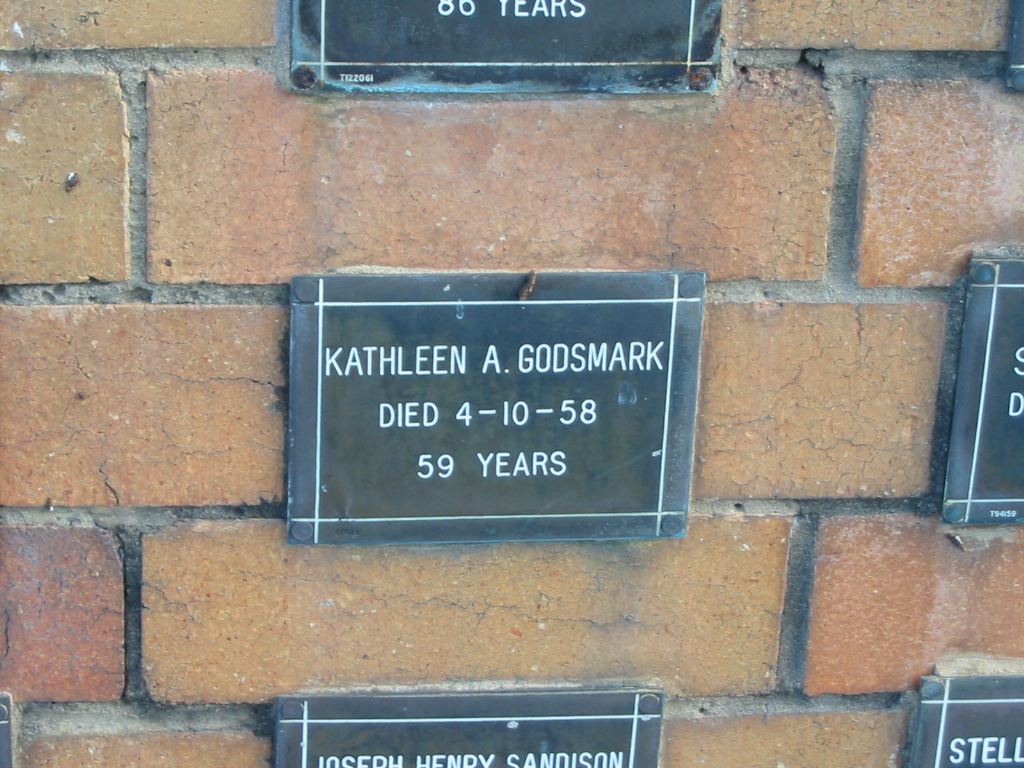 86 YEARS
T122061
KATHLEEN A. GODSMARK
DIED 4-10-58
59 YEARS
T94159
JOSEPH HENRY SANDISON
STELL